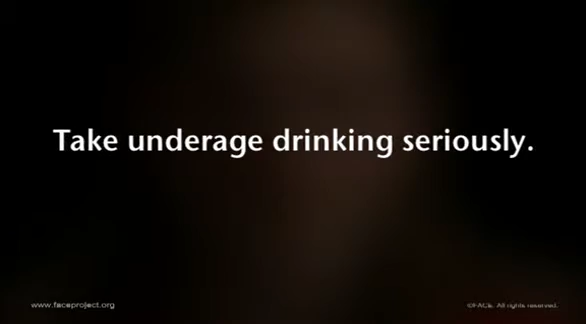 Take underage drinking seriously.
www.faceproject.org
©FACE. All rights reserved.